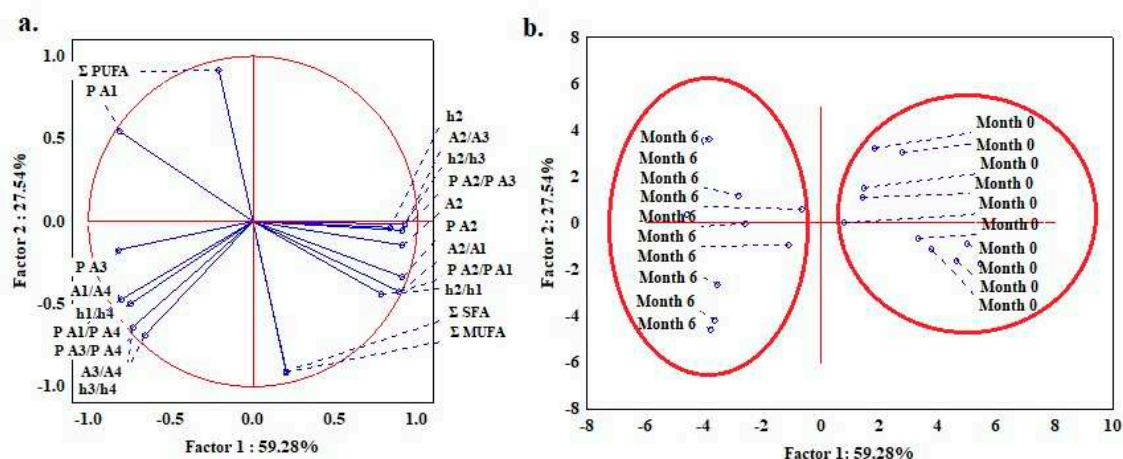 a.
1.0
Σ PUFA
P A1
0.5
0.0
-0.5
-1.0
Factor 2 : 27.54%
h2
A2/A3
h2/h3
P A2/P A3
A2
P A2
A2/A1
P A2/P A1
h2/h1
Σ SFA
Σ MUFA
P A3
A1/A4
h1/h4
P A1/P A4
P A3/P A4
A3/A4
h3/h4
-1.0 -0.5 0.0 0.5 1.0
Factor 1 : 59.28%
b.
8
6
4
2
0
-2
-4
-6
-8
Factor 2: 27.54%
Month 6
Month 6
Month 6
Month 6
Month 6
Month 6
Month 6
Month 6
Month 6
Month 6
Month 0
Month 0
Month 0
Month 0
Month 0
Month 0
Month 0
Month 0
Month 0
Month 0
-8 -6 -4 -2 0 2 4 6 8 10
Factor 1: 59.28%